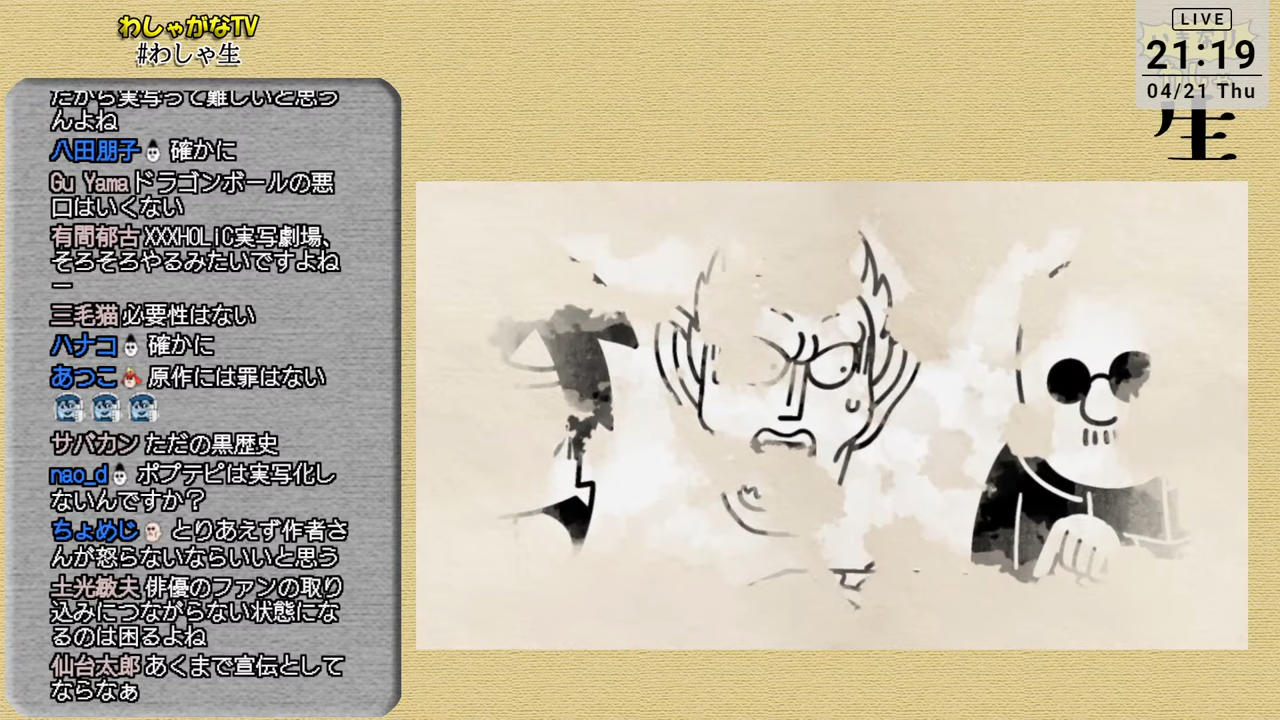 わしゃがなTV
#わしゃ生
LIVE
21:19
04/21 Thu
生
だから実写って難しいと思う
んよね
八田朋子 確かに
Gu Yamaドラゴンボールの悪
口はいくない
有間郁古 XXXHOLiC実写劇場、
そろそろやるみたいですよね
ー
三毛猫 必要性はない
ハナコ 確かに
あつこ 原作には罪はない
サバカン ただの黒歴史
nao_d ポプテピは実写化し
ないんですか？
ちょめじ とりあえず作者さ
んが怒らないならいいと思う
土光敏夫 俳優のファンの取り
込みにつながらない状態にな
るのは困るよね
仙台太郎 あくまで宣伝として
ならなぁ